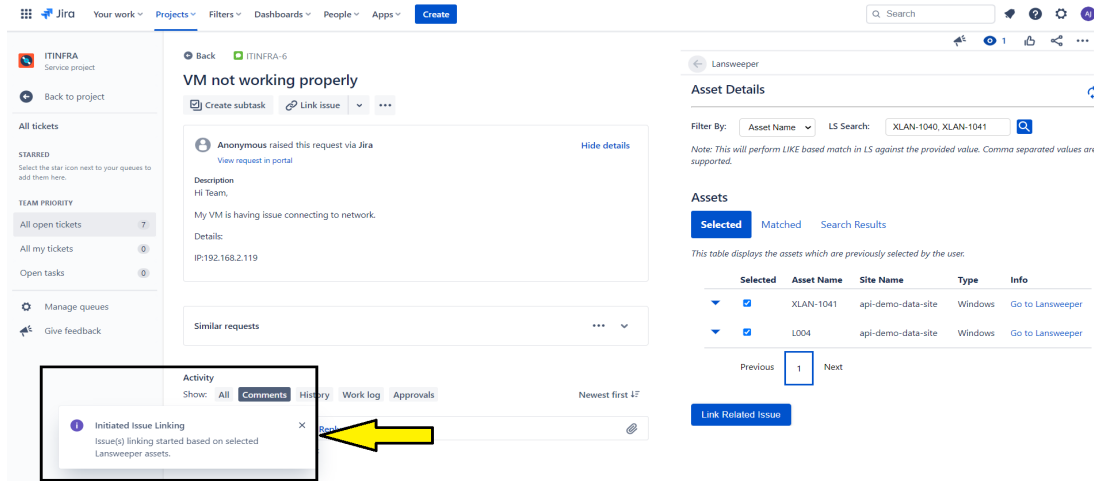 Jira
Your work
Projects
Filters
Dashboards
People
Apps
Create
Search
AJ
ITINFRA
Service project
Back to project
All tickets
STARRED
Select the star icon next to your queues to
add them here.
TEAM PRIORITY
All open tickets 7
All my tickets 0
Open tasks 0
Manage queues
Give feedback
Back ITINFRA-6
VM not working properly
Create subtask Link issue
Anonymous raised this request via Jira Hide details
View request in portal
Description
Hi Team,
My VM is having issue connecting to network.
Details:
IP:192.168.2.119
Similar requests
Activity
Show: All Comments History Work log Approvals Newest first
Initiated Issue Linking
Issue(s) linking started based on selected
Lansweeper assets.
1
Lansweeper
Asset Details
Filter By: Asset Name LS Search: XLAN-1040, XLAN-1041
Note: This will perform LIKE based match in LS against the provided value. Comma separated values are
supported.
Assets
Selected Matched Search Results
This table displays the assets which are previously selected by the user.
Selected Asset Name Site Name Type Info
XLAN-1041 api-demo-data-site Windows Go to Lansweeper
L004 api-demo-data-site Windows Go to Lansweeper
Previous 1 Next
Link Related Issue